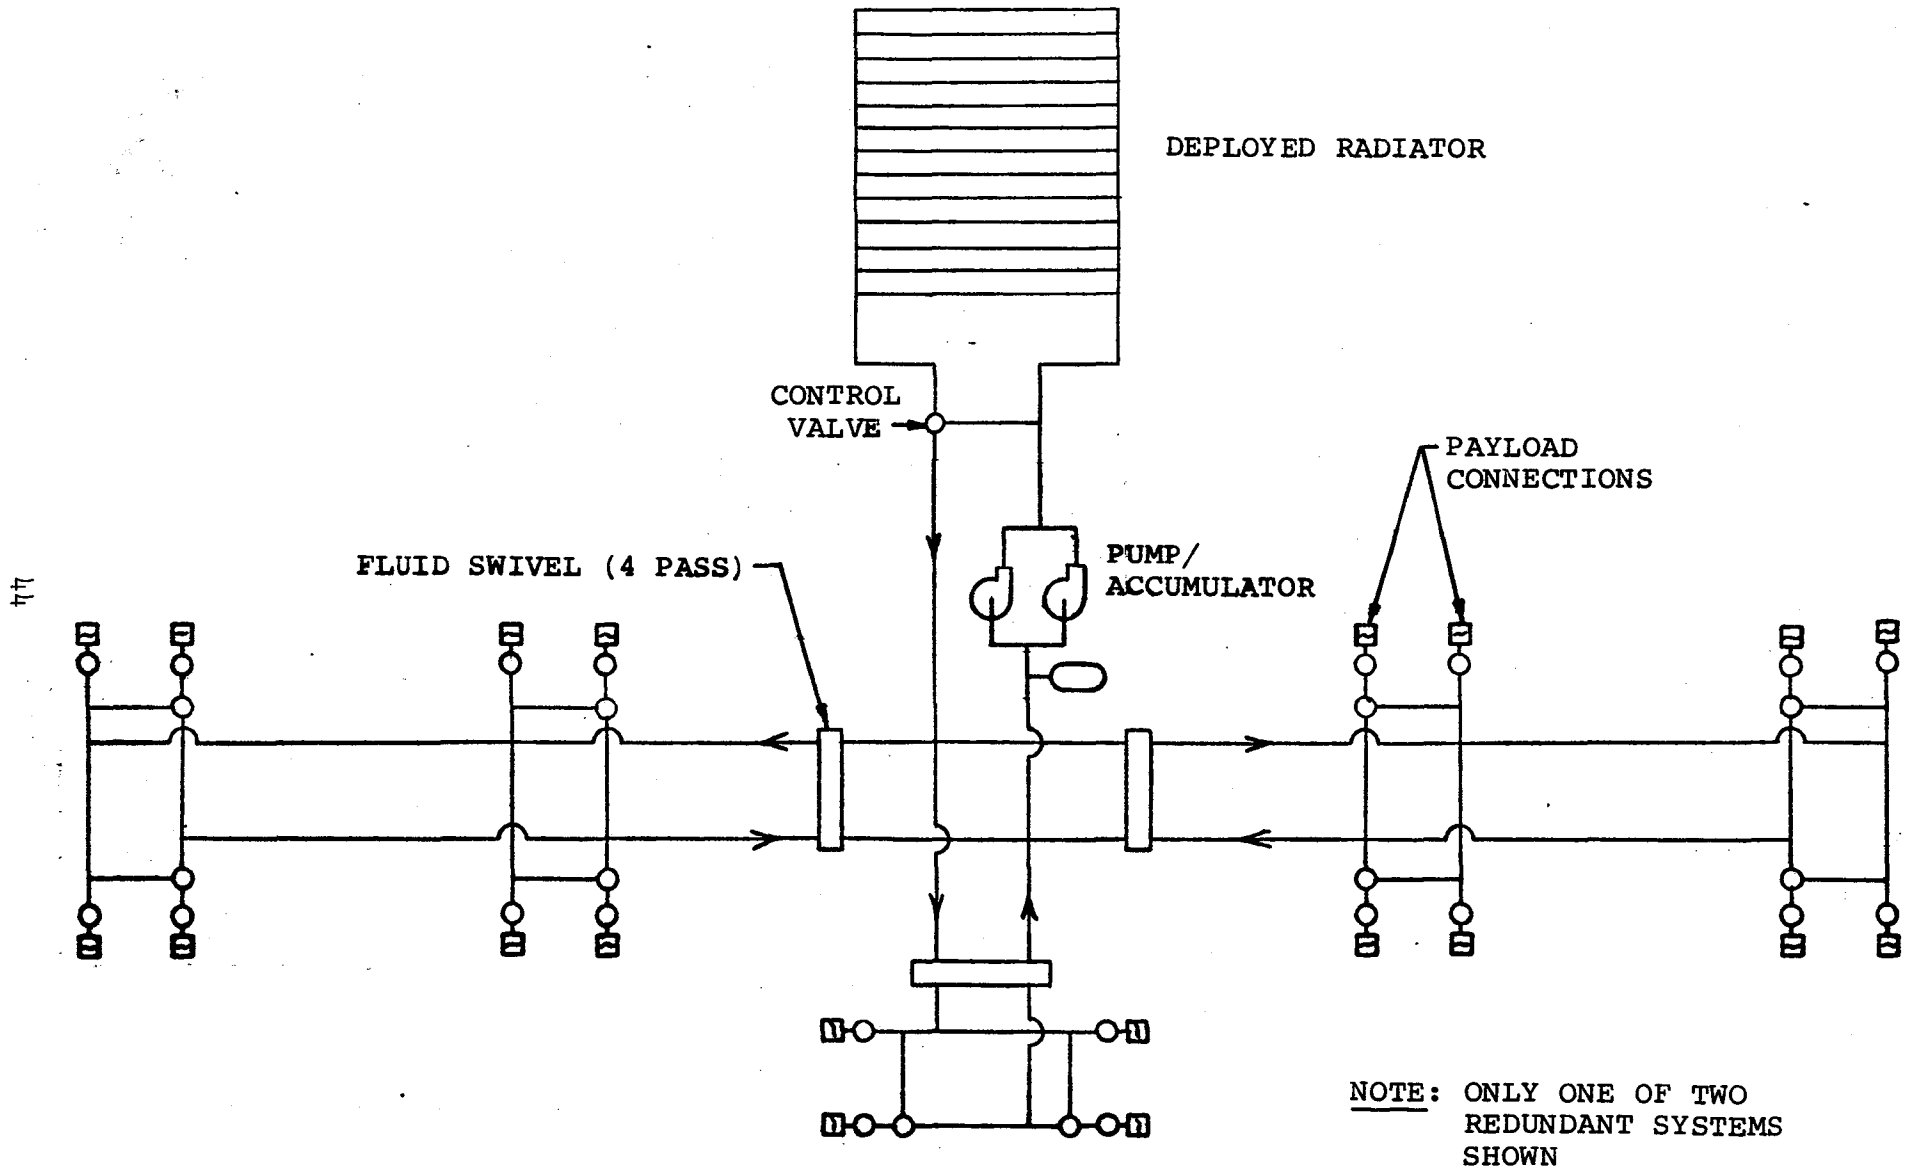 DEPLOYED RADIATOR
CONTROL
VALVE
PAYLOAD
CONNECTIONS
FLUID SWIVEL (4 PASS)
PUMP/
ACCUMULATOR
44
NOTE: ONLY ONE OF TWO
REDUNDANT SYSTEMS
SHOWN